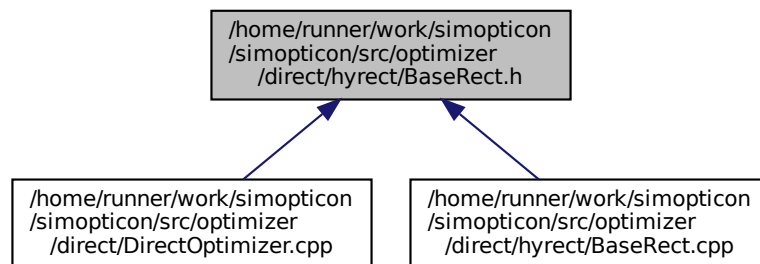 /home/runner/work/simopticon
/simopticon/src/optimizer
/direct/hyrect/BaseRect.h
/home/runner/work/simopticon
/simopticon/src/optimizer
/direct/DirectOptimizer.cpp
/home/runner/work/simopticon
/simopticon/src/optimizer
/direct/hyrect/BaseRect.cpp